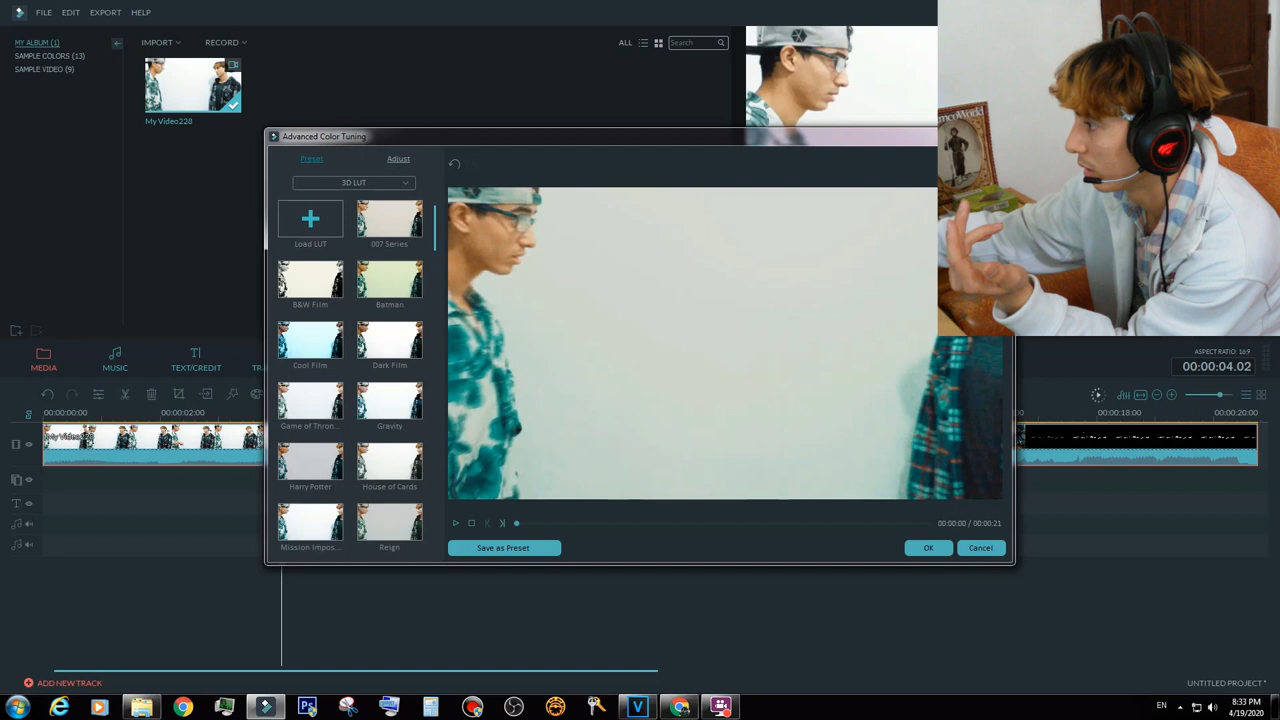 FILE EDIT EXPORT HELP
MY ALBUM (1)
SAMPLE COLORS (13)
SAMPLE VIDEO (9)
IMPORT RECORD ALL Search
My Video228
Advanced Color Tuning
Preset Adjust
3D LUT
Load LUT 007 Series
B&W Film Batman
Cool Film Dark Film
Game of Thron... Gravity
Harry Potter House of Cards
Mission Impos... Reign
00:00:00 / 00:00:21
Save as Preset OK Cancel
MEDIA MUSIC TEXT/CREDIT TRA
ASPECT RATIO: 16:9
00:00:04.02
00:00:00:00 00:00:02:00 00:00:18:00 00:00:20:00
ADD NEW TRACK
UNTITLED PROJECT *
Ps V
EN 8:33 PM
4/19/2020